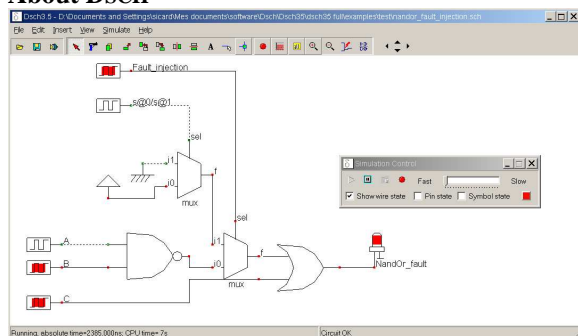 About Dsch
Dsch3.5 - D:\Documents and Settings\sicard\Mes documents\software\Dsch\Dsch35\dsch35 full\examples\test\nandor_fault_injection.sch
File Edit Insert View Simulate Help
Fault_injection
s@0/s@1
sel
i1
i0
f
mux
Simulation Control
Fast Slow
Show wire state Pin state Symbol state
sel
A
B
i1
i0
f
mux
C
NandOr_fault
Running, absolute time=2385.000ns; CPU time= 7s Circuit OK